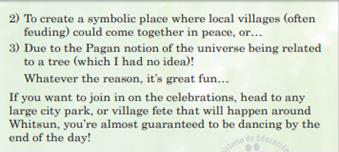 2) To create a symbolic place where local villages (often
feuding) could come together in peace, or…
3) Due to the Pagan notion of the universe being related
to a tree (which I had no idea)!
Whatever the reason, it's great fun…
If you want to join in on the celebrations, head to any
large city park, or village fete that will happen around
Whitsun, you're almost guaranteed to be dancing by the
end of the day!
isterio de Educación